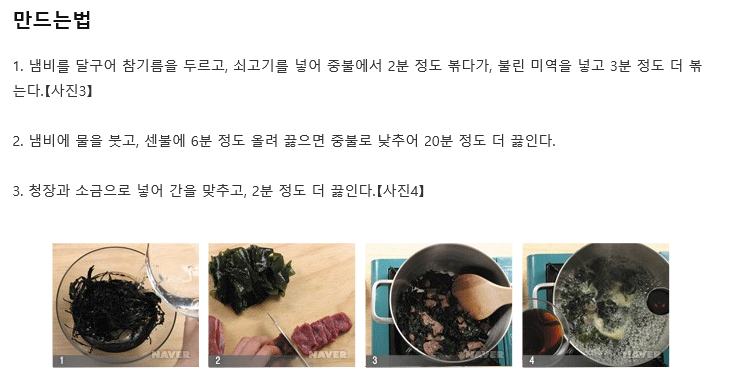 만드는법
1. 냄비를 달구어 참기름을 두르고, 쇠고기를 넣어 중불에서 2분 정도 볶다가, 불린 미역을 넣고 3분 정도 더 볶
는다.【사진3】
2. 냄비에 물을 붓고, 센불에 6분 정도 올려 끓으면 중불로 낮추어 20분 정도 더 끓인다.
3. 청장과 소금으로 넣어 간을 맞추고, 2분 정도 더 끓인다.【사진4】
1 NAVER 2 NAVER 3 NAVER 4 NAVER